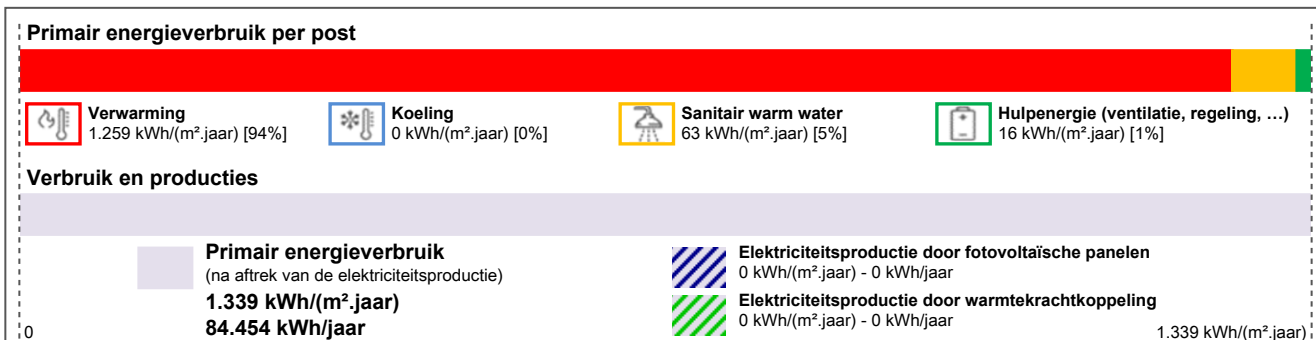 Primair energieverbruik per post
Verwarming
1.259 kWh/(m².jaar) [94%]
Koeling
0 kWh/(m².jaar) [0%]
Sanitair warm water
63 kWh/(m².jaar) [5%]
Hulpenergie (ventilatie, regeling, …)
16 kWh/(m².jaar) [1%]
Verbruik en producties
Primair energieverbruik
(na aftrek van de elektriciteitsproductie)
1.339 kWh/(m².jaar)
84.454 kWh/jaar
Elektriciteitsproductie door fotovoltaïsche panelen
0 kWh/(m².jaar) - 0 kWh/jaar
Elektriciteitsproductie door warmtekrachtkoppeling
0 kWh/(m².jaar) - 0 kWh/jaar
0
1.339 kWh/(m².jaar)